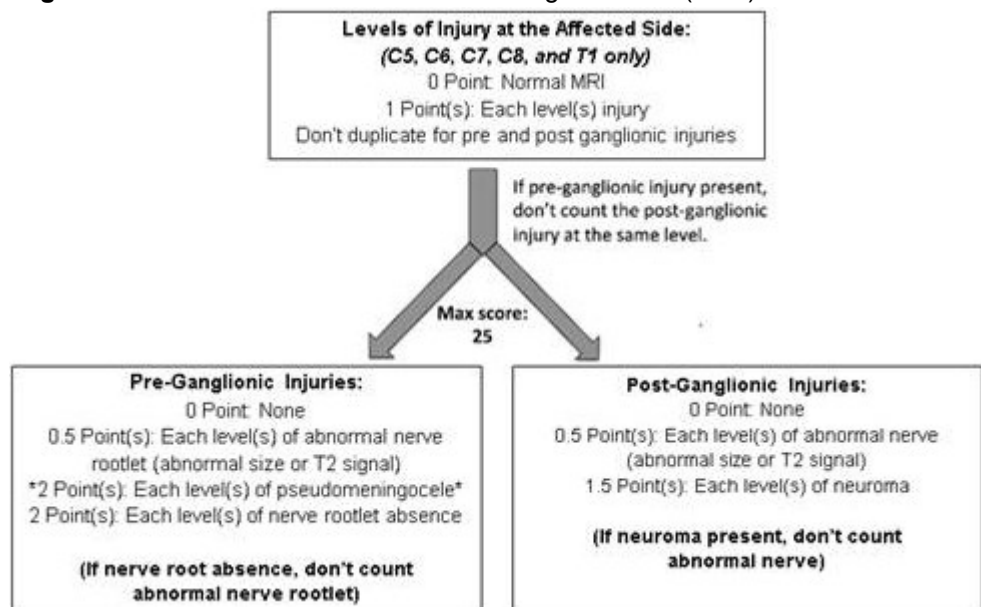 Levels of Injury at the Affected Side:
(C5, C6, C7, C8, and T1 only)
0 Point: Normal MRI
1 Point(s): Each level(s) injury
Don't duplicate for pre and post ganglionic injuries
If pre-ganglionic injury present,
don't count the post-ganglionic
injury at the same level.
Max score:
25
Pre-Ganglionic Injuries:
0 Point: None
0.5 Point(s): Each level(s) of abnormal nerve
rootlet (abnormal size or T2 signal)
*2 Point(s): Each level(s) of pseudomeningocele*
2 Point(s): Each level(s) of nerve rootlet absence
(If nerve root absence, don't count
abnormal nerve rootlet)
Post-Ganglionic Injuries:
0 Point: None
0.5 Point(s): Each level(s) of abnormal nerve
(abnormal size or T2 signal)
1.5 Point(s): Each level(s) of neuroma
(If neuroma present, don't count
abnormal nerve)